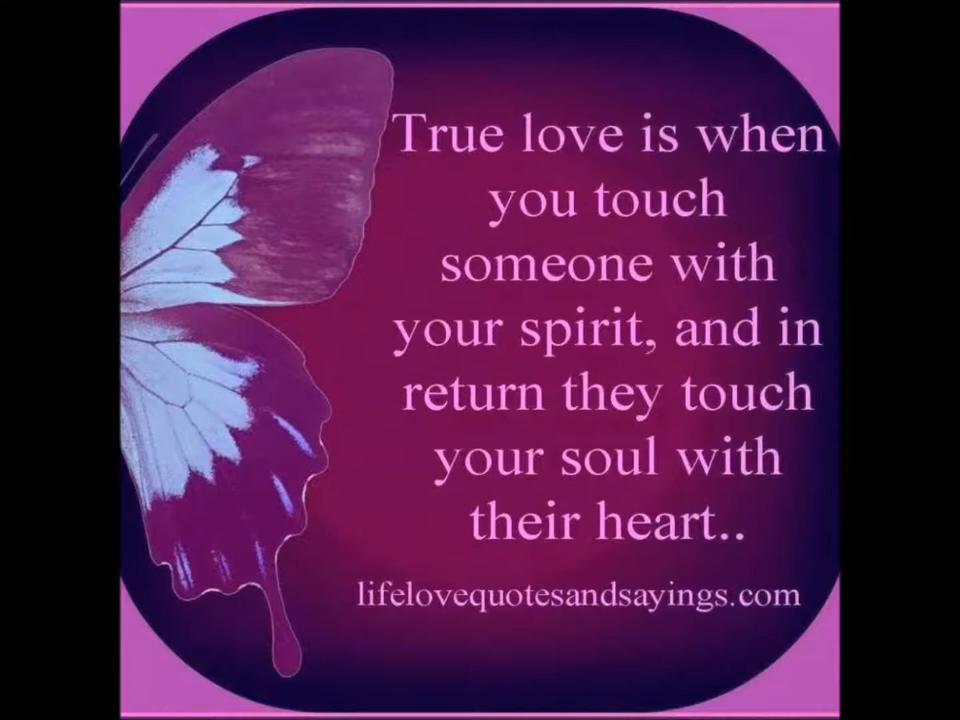 True love is when
you touch
someone with
your spirit, and in
return they touch
your soul with
their heart..
lifelovequotesandsayings.com